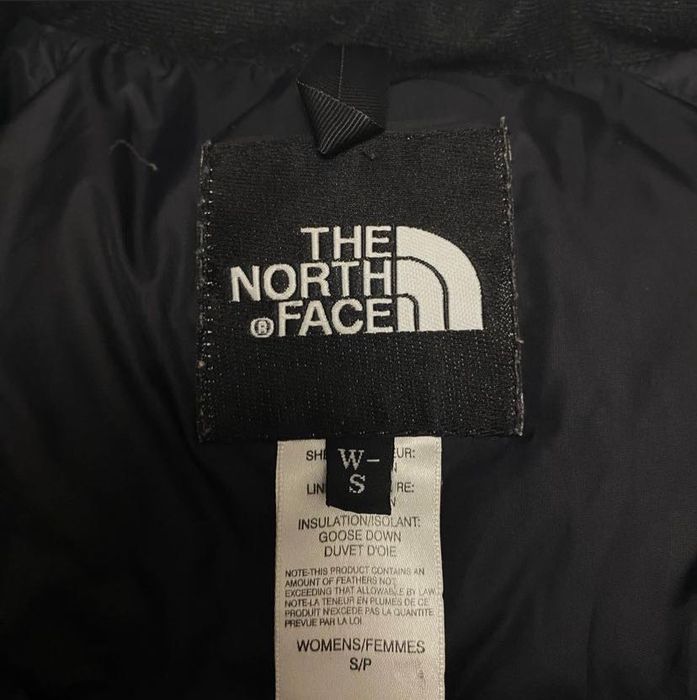 THE
NORTH
® FACE
W-
S
INSULATION/ISOLANT:
GOOSE DOWN
DUVET D'OIE
NOTE-THIS PRODUCT CONTAINS AN
AMOUNT OF FEATHERS NOT
EXCEEDING THAT ALLOWABLE BY LAW.
NOTE-LA TENEUR EN PLUMES DE CE
PRODUIT N'EXCEDE PAS LA QUANTITE
PREVUE PAR LA LOI.
WOMENS/FEMMES
S/P